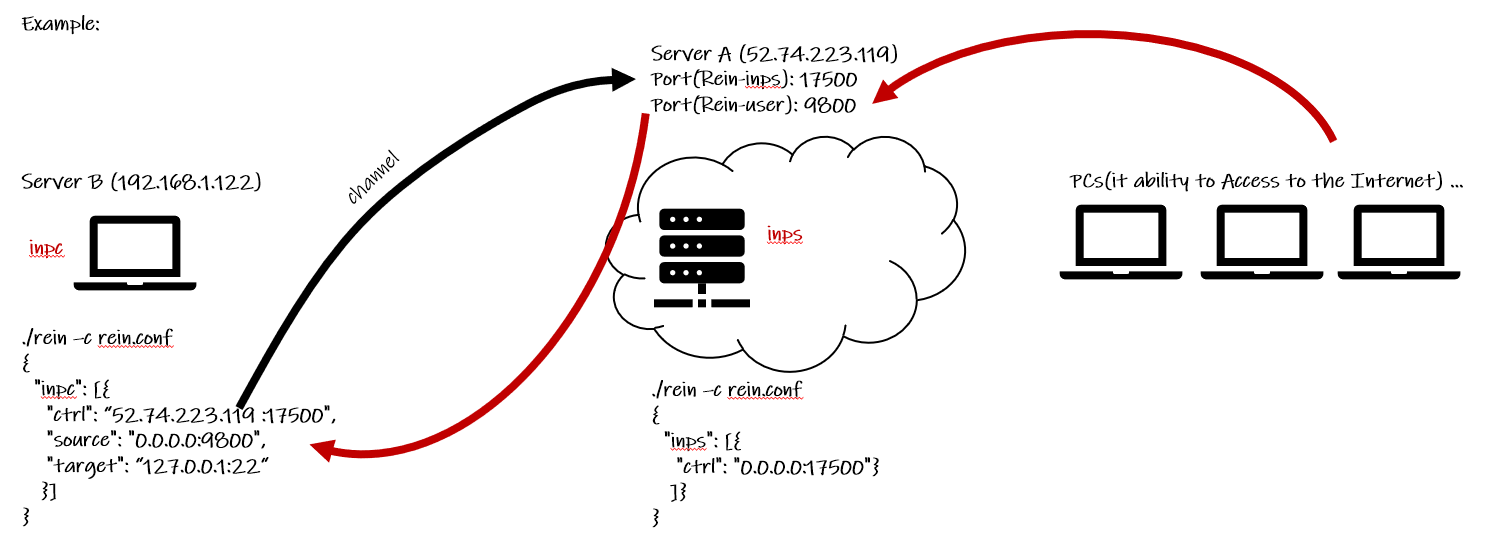 Example:
Server A (52.74.223.119)
Port(Rein-inps): 17500
Port(Rein-user): 9800
channel
Server B (192.168.1.122)
inpc
inps
PCs(it ability to Access to the Internet) ...
./rein –c rein.conf
{
"inpc": [{
"ctrl": “52.74.223.119 :17500",
"source": "0.0.0.0:9800",
"target": “127.0.0.1:22”
}]
}
./rein –c rein.conf
{
"inps": [{
"ctrl": "0.0.0.0:17500"}
]}
}